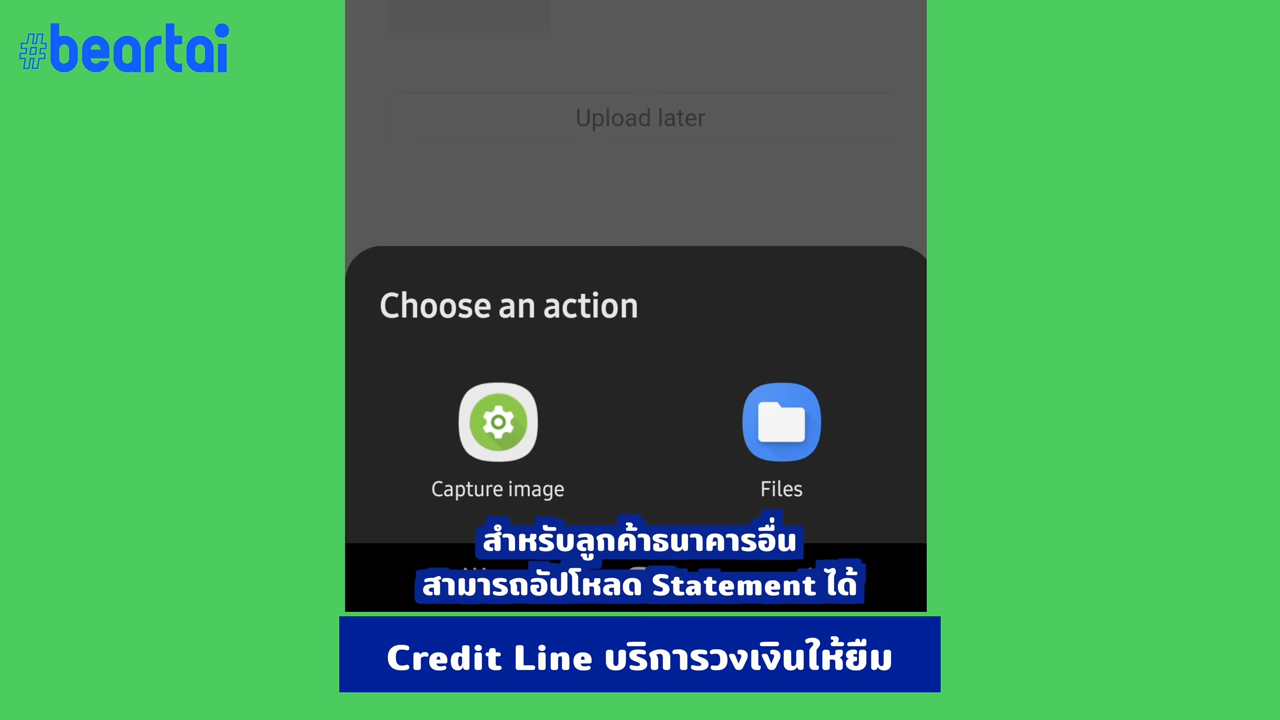 #beartai
Upload later
Choose an action
Capture image
Files
สำหรับลูกค้าธนาคารอื่น
สามารถอัปโหลด Statement ได้
Credit Line บริการวงเงินให้ยืม